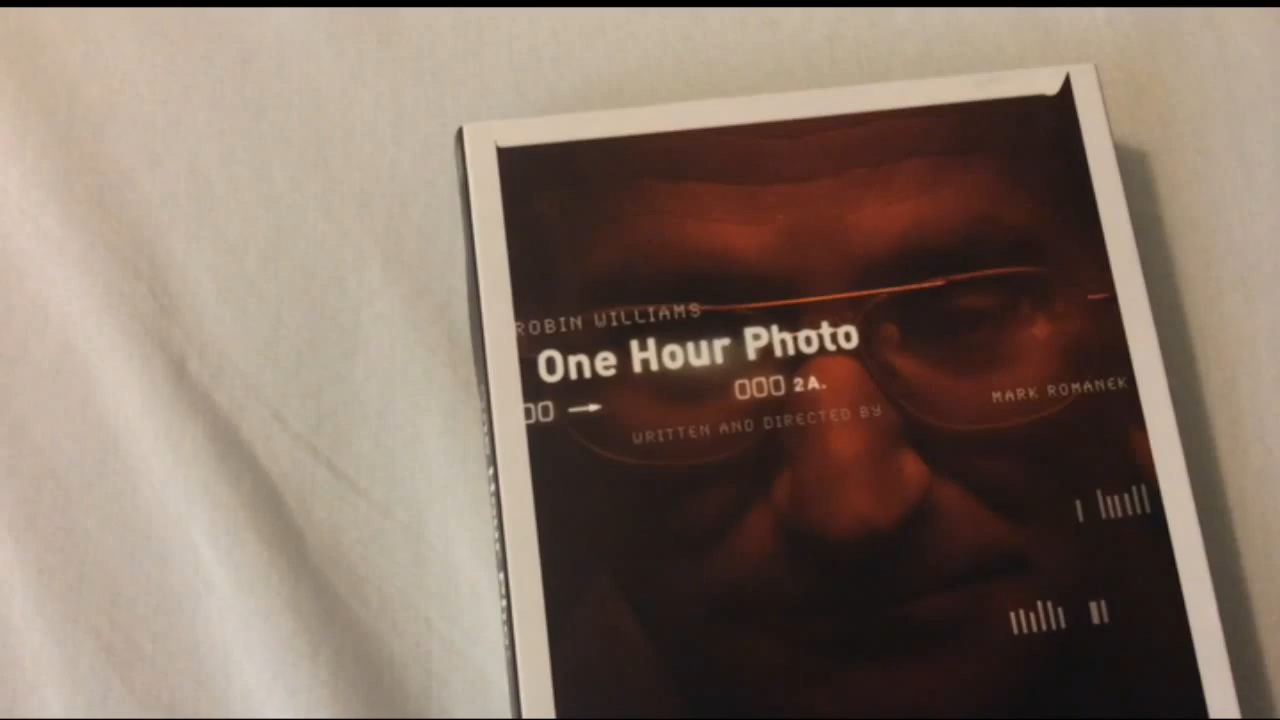 ROBIN WILLIAMS
One Hour Photo
000 2A.
00 →
MARK ROMANEK
WRITTEN AND DIRECTED BY